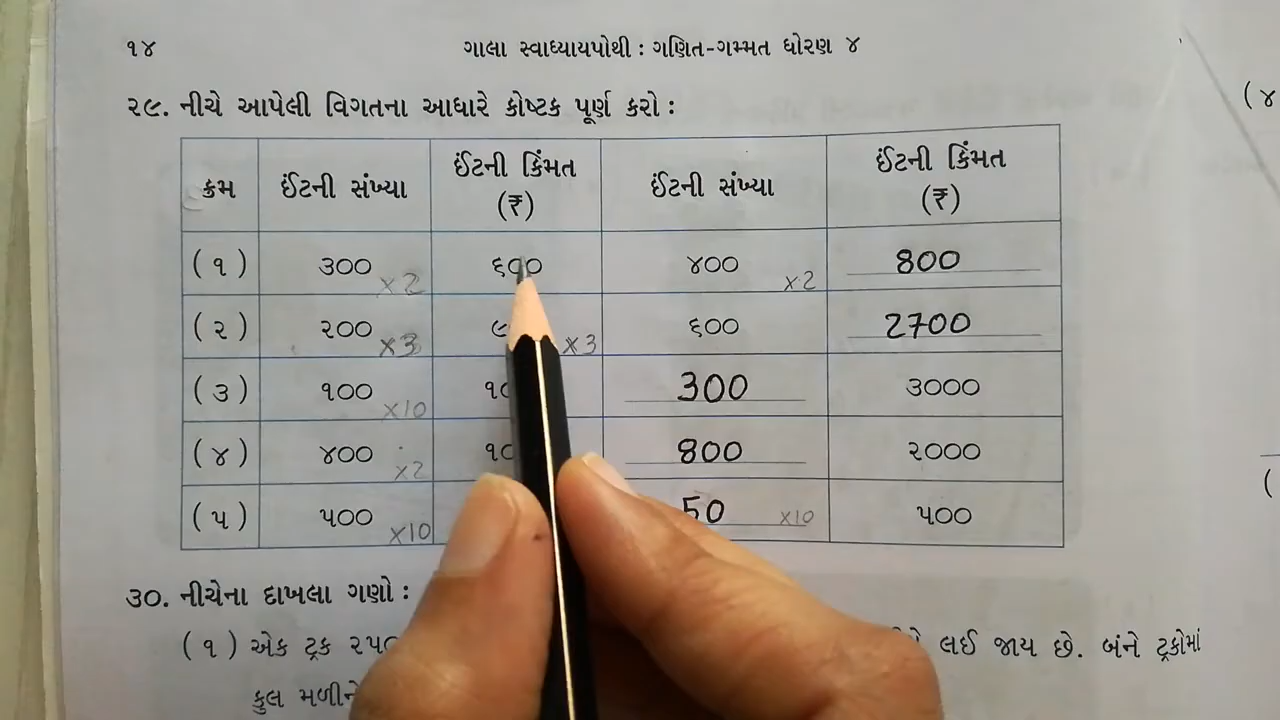 ૧૪ ગાલા સ્વાધ્યાયપોથી : ગણિત-ગમ્મત ધોરણ ૪
(૪
૨૯. નીચે આપેલી વિગતના આધારે કોષ્ટક પૂર્ણ કરો :
ક્રમ ઈંટની સંખ્યા ઈંટની કિંમત (₹) ઈંટની સંખ્યા ઈંટની કિંમત (₹)
(૧) ૩૦૦ ×2 ૬૦૦ ૪૦૦ ×2 800
(૨) ૨૦૦ ×3 ×3 ૬૦૦ 2700
(૩) ૧૦૦ ×10 300 ૩૦૦૦
(૪) ૪૦૦ ×2 800 ૨૦૦૦
(૫) ૫૦૦ ×10 50 ×10 ૫૦૦
૩૦. નીચેના દાખલા ગણો :
(૧) એક ટ્રક લઈ જાય છે. બંને ટ્રકોમાં
કુલ મળીને